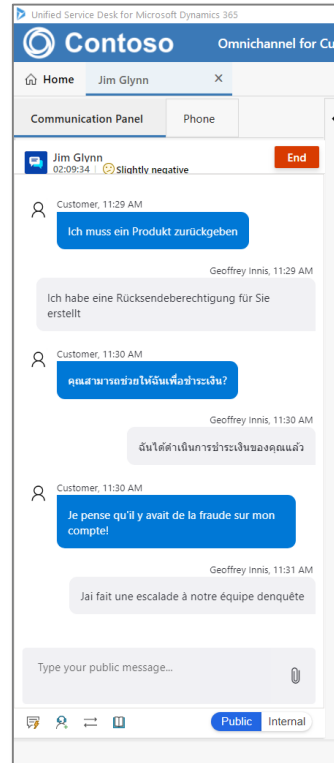 Unified Service Desk for Microsoft Dynamics 365
Contoso
Omnichannel for Cu
Home
Jim Glynn
Communication Panel
Phone
Jim Glynn
End
02:09:34
Slightly negative
Customer, 11:29 AM
Ich muss ein Produkt zurückgeben
Geoffrey Innis, 11:29 AM
Ich habe eine Rücksendeberechtigung für Sie
erstellt
Customer, 11:30 AM
คุณสามารถช่วยให้ฉันเพื่อชำระเงิน?
Geoffrey Innis, 11:30 AM
ฉันได้ดำเนินการชำระเงินของคุณแล้ว
Customer, 11:30 AM
Je pense qu'il y avait de la fraude sur mon
compte!
Geoffrey Innis, 11:31 AM
Jai fait une escalade à notre équipe denquête
Type your public message...
Public
Internal